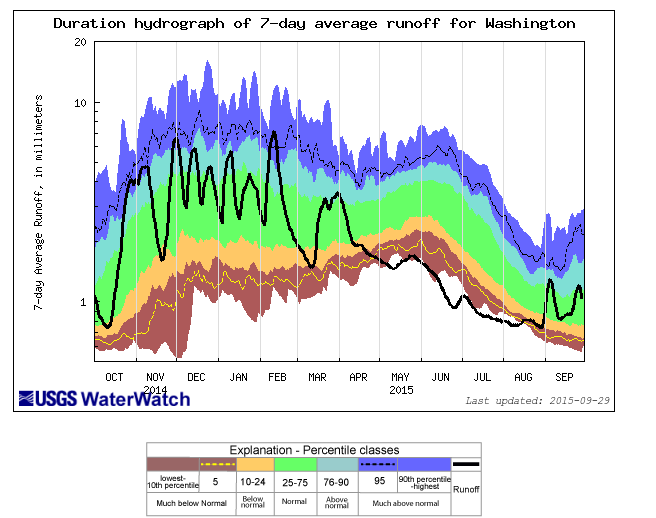 Duration hydrograph of 7-day average runoff for Washington
7-day Average Runoff, in millimeters
20
10
1
OCT NOV DEC JAN FEB MAR APR MAY JUN JUL AUG SEP
2014 2015
USGS WaterWatch
Last updated: 2015-09-29
Explanation - Percentile classes
lowest-
10th percentile
5
10-24
25-75
76-90
95
90th percentile
-highest
Runoff
Much below Normal
Below
normal
Normal
Above
normal
Much above normal